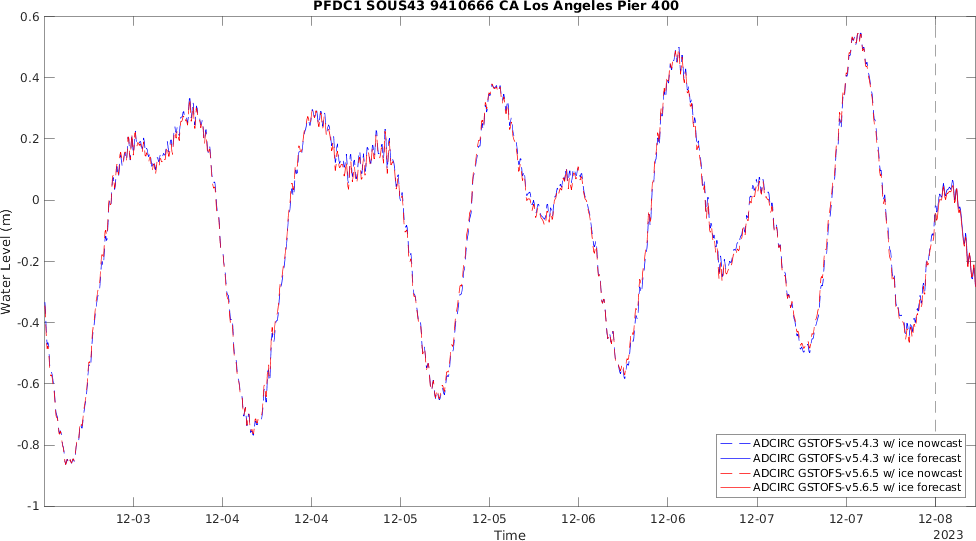 PFDC1 SOUS43 9410666 CA Los Angeles Pier 400
0.6
0.4
0.2
0
-0.2
-0.4
-0.6
-0.8
-1
Water Level (m)
ADCIRC GSTOFS-v5.4.3 w/ ice nowcast
ADCIRC GSTOFS-v5.4.3 w/ ice forecast
ADCIRC GSTOFS-v5.6.5 w/ ice nowcast
ADCIRC GSTOFS-v5.6.5 w/ ice forecast
12-03 12-04 12-04 12-05 12-05 12-06 12-06 12-07 12-07 12-08
Time 2023